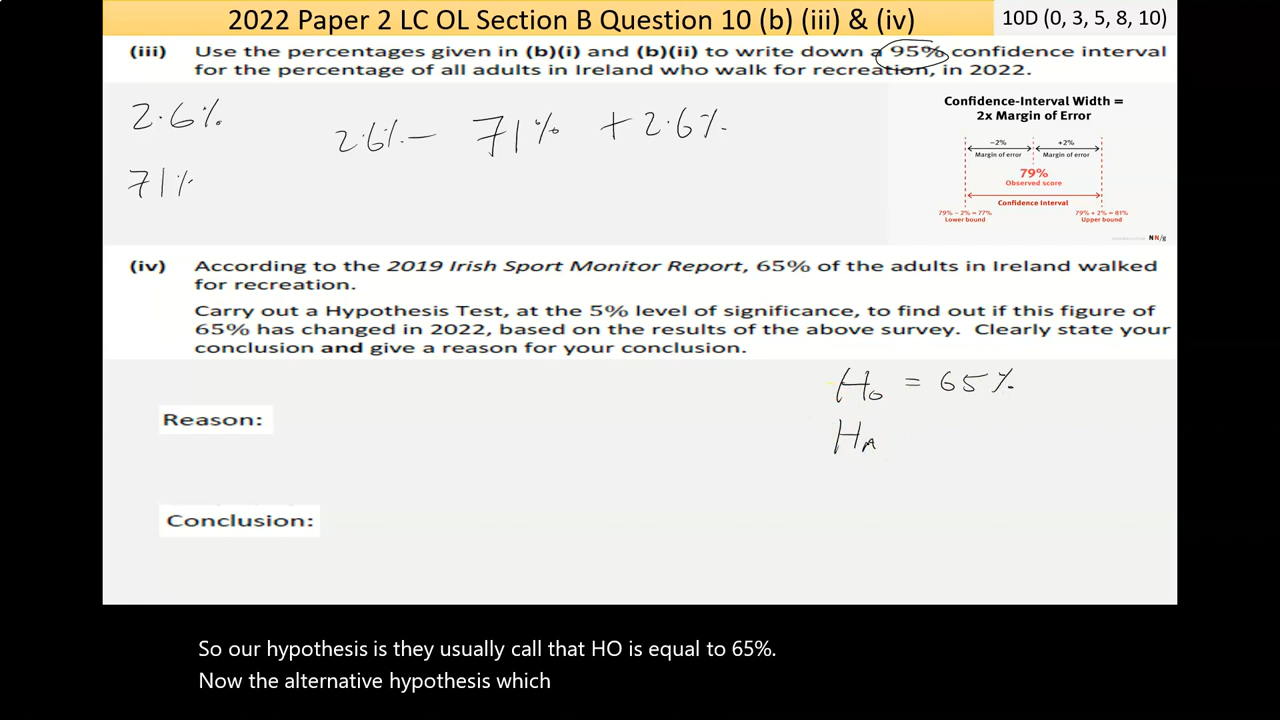 2022 Paper 2 LC OL Section B Question 10 (b) (iii) & (iv)
10D (0, 3, 5, 8, 10)
(iii) Use the percentages given in (b)(i) and (b)(ii) to write down a 95% confidence interval
for the percentage of all adults in Ireland who walk for recreation, in 2022.
2.6%
2.6% – 71% + 2.6%
71%
Confidence-Interval Width =
2x Margin of Error
–2% +2%
Margin of error Margin of error
79%
Observed score
Confidence Interval
79% – 2% = 77% 79% + 2% = 81%
Lower bound Upper bound
NN/g
(iv) According to the 2019 Irish Sport Monitor Report, 65% of the adults in Ireland walked
for recreation.
Carry out a Hypothesis Test, at the 5% level of significance, to find out if this figure of
65% has changed in 2022, based on the results of the above survey. Clearly state your
conclusion and give a reason for your conclusion.
H0 = 65%
Reason:
HA
Conclusion:
So our hypothesis is they usually call that HO is equal to 65%.
Now the alternative hypothesis which